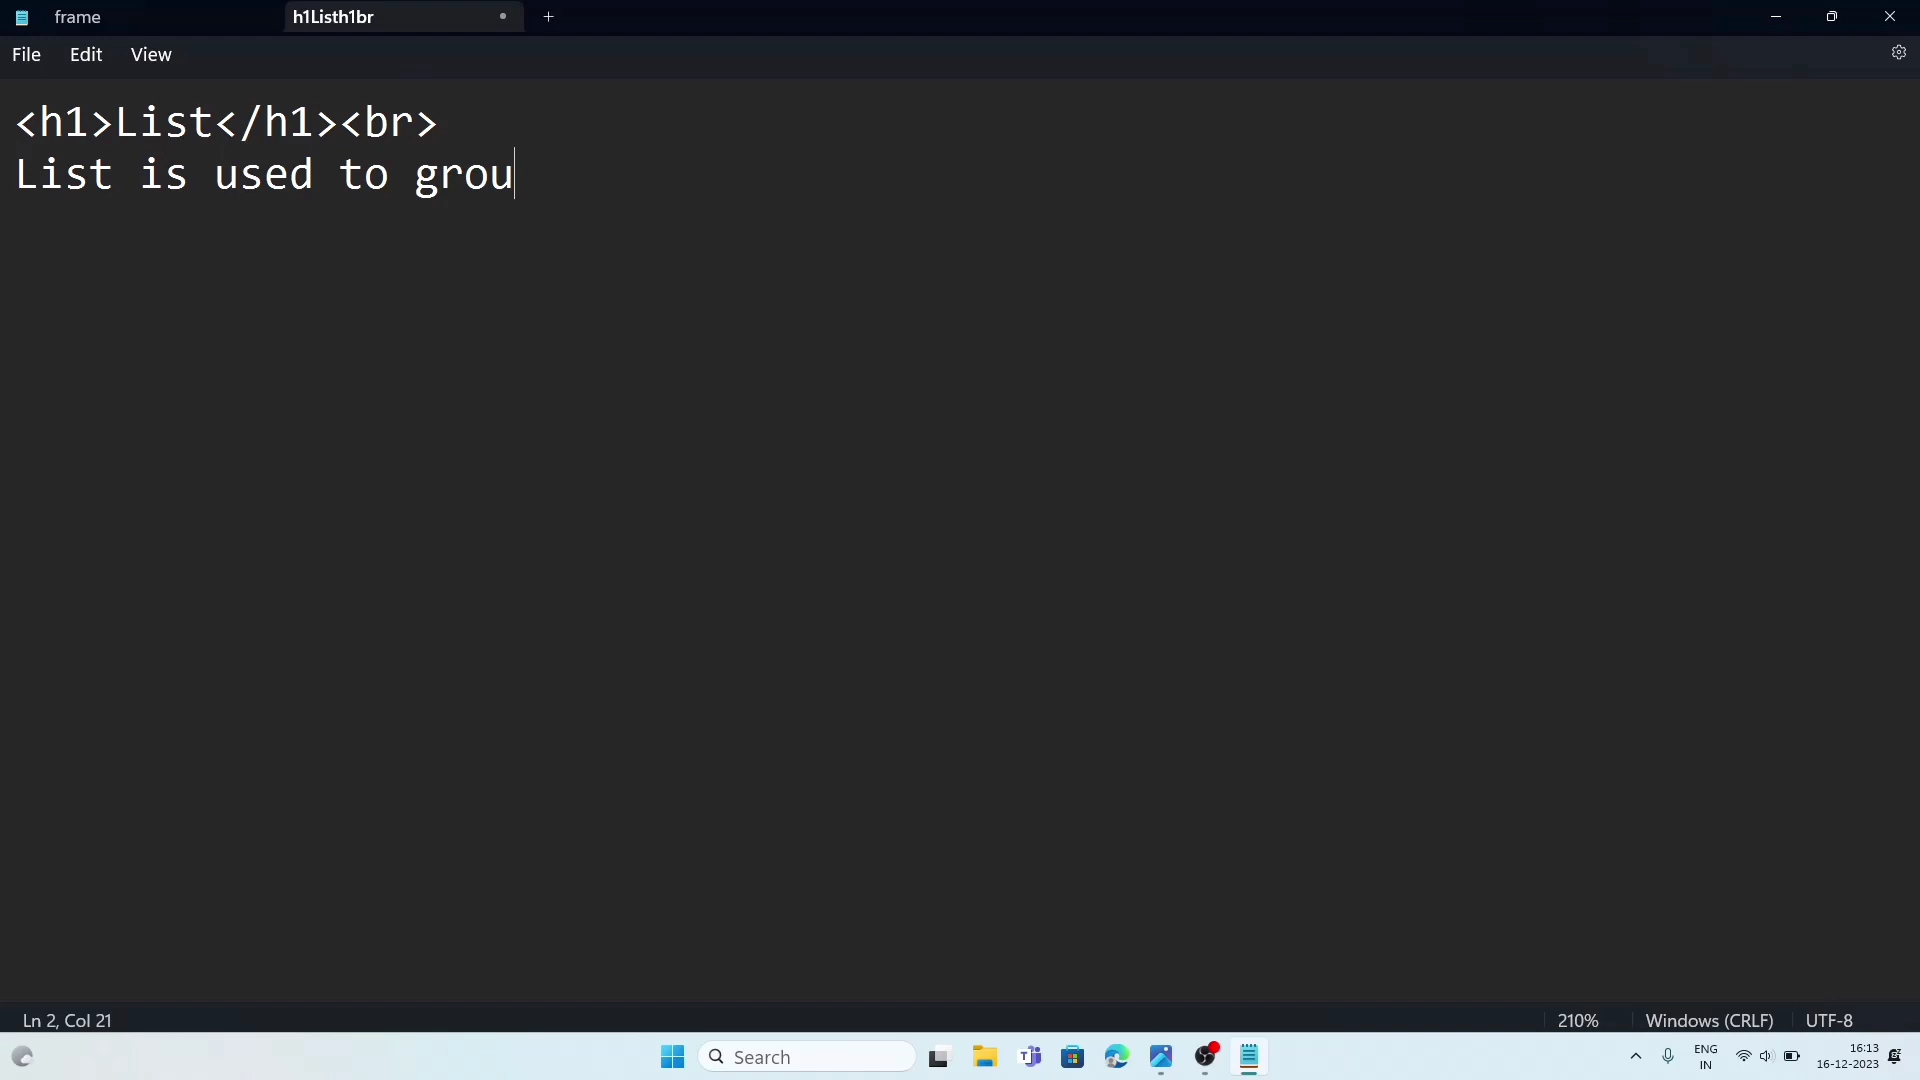 frame
h1Listh1br
File Edit View
<h1>List</h1><br>
List is used to grou
Ln 2, Col 21
210%
Windows (CRLF)
UTF-8
Search
ENG
IN
16:13
16-12-2023